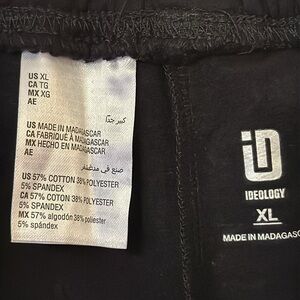 US XL
CA TG
MX XG
AE
كبير جدًا
US MADE IN MADAGASCAR
CA FABRIQUÉ À MADAGASCAR
MX HECHO EN MADAGASCAR
AE
صنع في مدغشقر
US 57% COTTON 38% POLYESTER
5% SPANDEX
CA 57% COTON 38% POLYESTER
5% SPANDEX
MX 57% algodón 38% poliester
5% spándex
iD
IDEOLOGY
XL
MADE IN MADAGASC